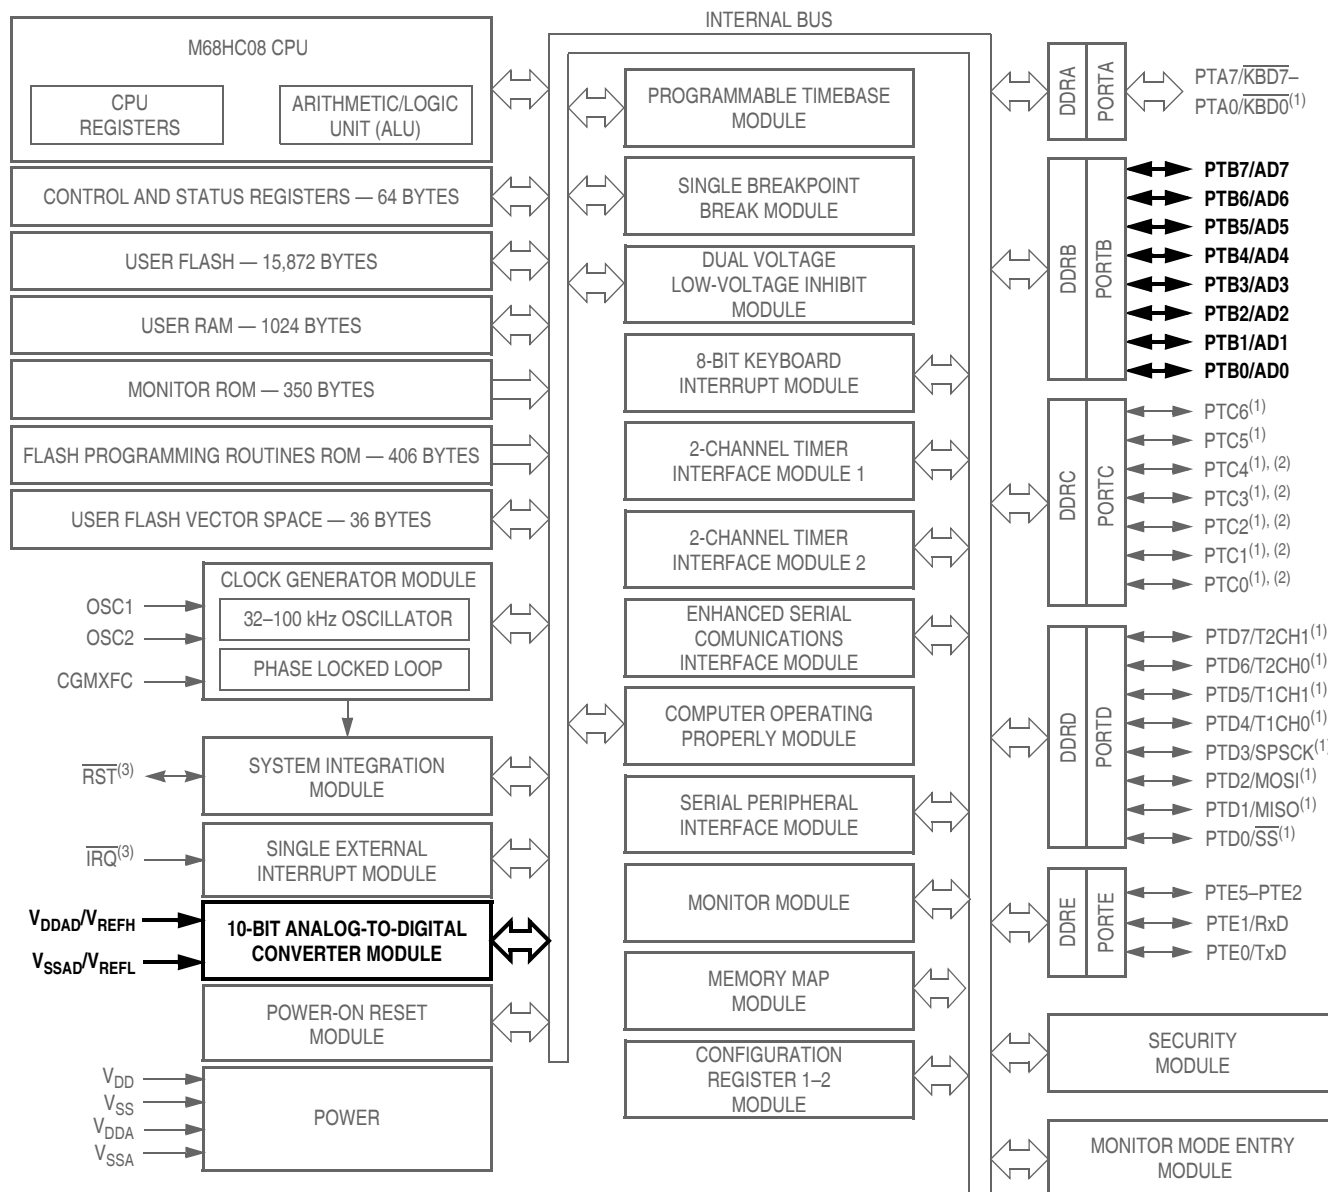 INTERNAL BUS
M68HC08 CPU
CPU
REGISTERS
ARITHMETIC/LOGIC
UNIT (ALU)
CONTROL AND STATUS REGISTERS — 64 BYTES
USER FLASH — 15,872 BYTES
USER RAM — 1024 BYTES
MONITOR ROM — 350 BYTES
FLASH PROGRAMMING ROUTINES ROM — 406 BYTES
USER FLASH VECTOR SPACE — 36 BYTES
CLOCK GENERATOR MODULE
32–100 kHz OSCILLATOR
PHASE LOCKED LOOP
OSC1
OSC2
CGMXFC
SYSTEM INTEGRATION
MODULE
RST(3)
SINGLE EXTERNAL
INTERRUPT MODULE
IRQ(3)
10-BIT ANALOG-TO-DIGITAL
CONVERTER MODULE
VDDAD/VREFH
VSSAD/VREFL
POWER-ON RESET
MODULE
POWER
VDD
VSS
VDDA
VSSA
PROGRAMMABLE TIMEBASE
MODULE
SINGLE BREAKPOINT
BREAK MODULE
DUAL VOLTAGE
LOW-VOLTAGE INHIBIT
MODULE
8-BIT KEYBOARD
INTERRUPT MODULE
2-CHANNEL TIMER
INTERFACE MODULE 1
2-CHANNEL TIMER
INTERFACE MODULE 2
ENHANCED SERIAL
COMUNICATIONS
INTERFACE MODULE
COMPUTER OPERATING
PROPERLY MODULE
SERIAL PERIPHERAL
INTERFACE MODULE
MONITOR MODULE
MEMORY MAP
MODULE
CONFIGURATION
REGISTER 1–2
MODULE
DDRA
PORTA
PTA7/KBD7–
PTA0/KBD0(1)
DDRB
PORTB
PTB7/AD7
PTB6/AD6
PTB5/AD5
PTB4/AD4
PTB3/AD3
PTB2/AD2
PTB1/AD1
PTB0/AD0
DDRC
PORTC
PTC6(1)
PTC5(1)
PTC4(1), (2)
PTC3(1), (2)
PTC2(1), (2)
PTC1(1), (2)
PTC0(1), (2)
DDRD
PORTD
PTD7/T2CH1(1)
PTD6/T2CH0(1)
PTD5/T1CH1(1)
PTD4/T1CH0(1)
PTD3/SPSCK(1)
PTD2/MOSI(1)
PTD1/MISO(1)
PTD0/SS(1)
DDRE
PORTE
PTE5–PTE2
PTE1/RxD
PTE0/TxD
SECURITY
MODULE
MONITOR MODE ENTRY
MODULE